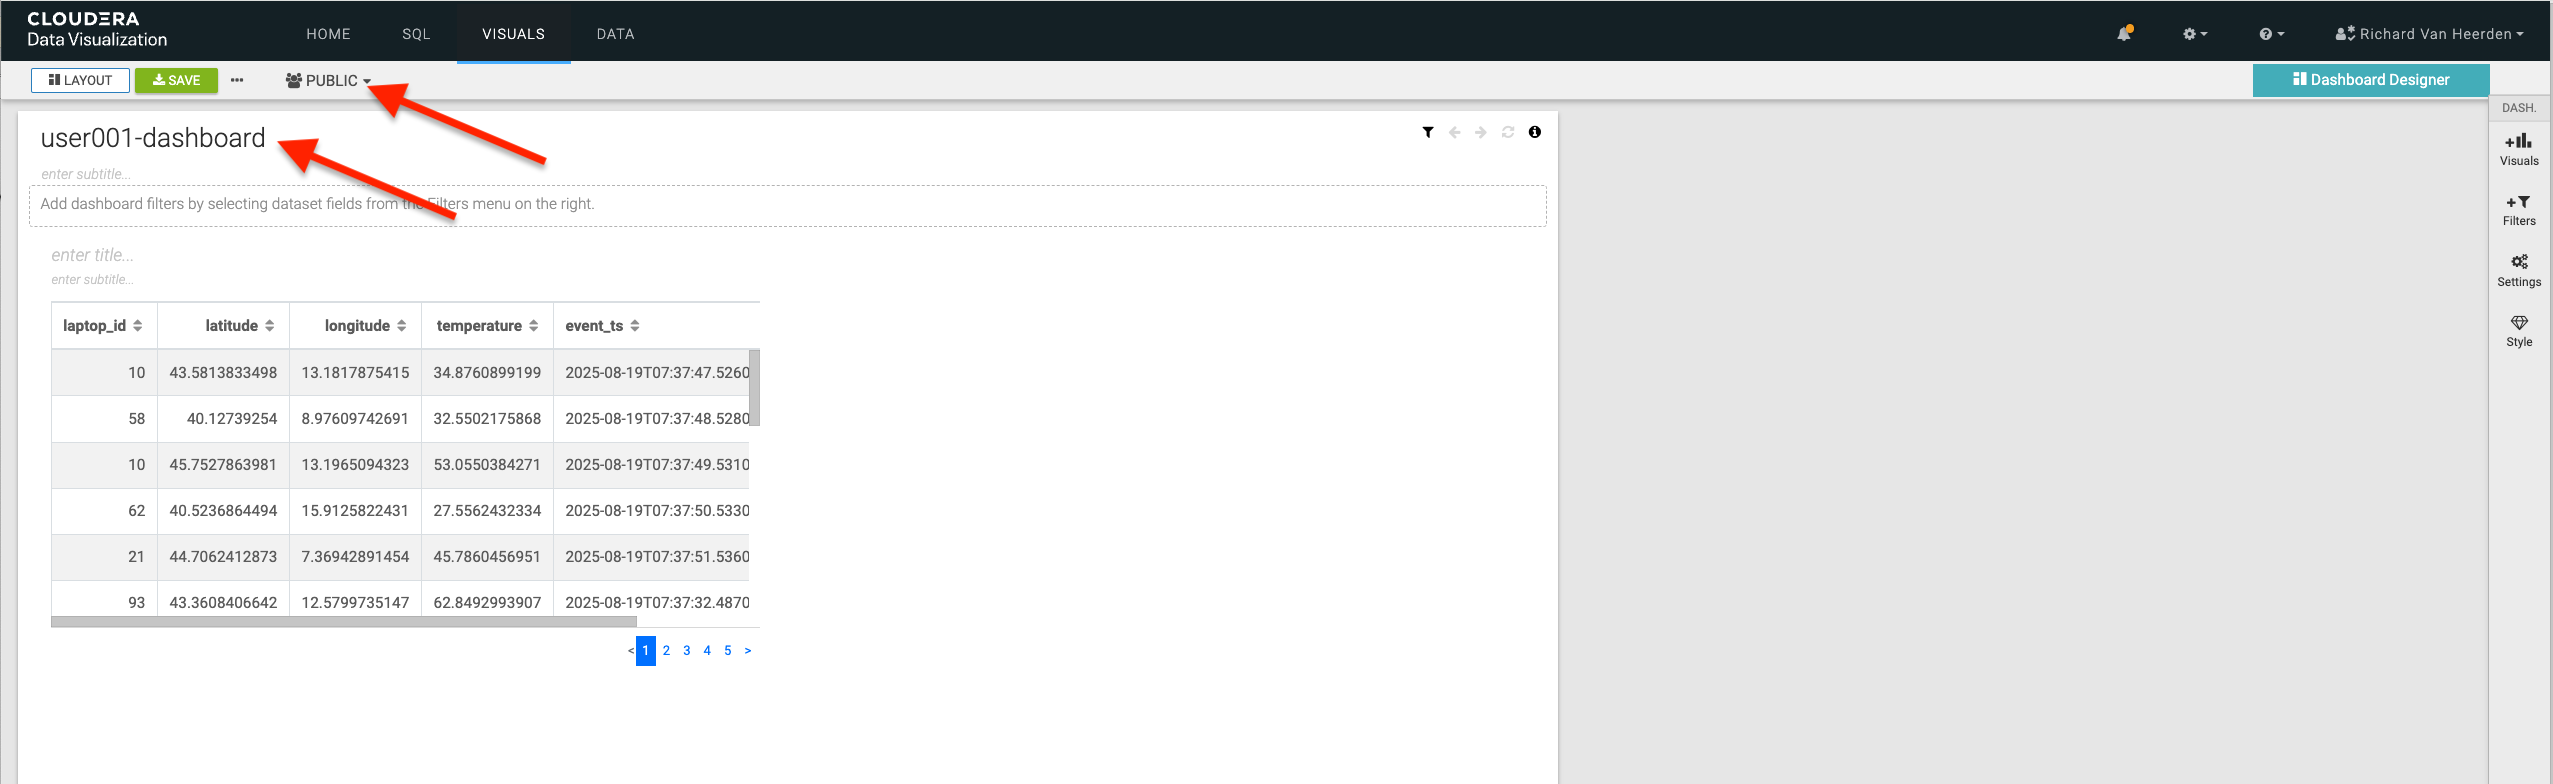 CLOUDERA
Data Visualization
HOME SQL VISUALS DATA
Richard Van Heerden
LAYOUT SAVE PUBLIC
Dashboard Designer
DASH.
user001-dashboard
Visuals
enter subtitle...
Add dashboard filters by selecting dataset fields from the Filters menu on the right.
Filters
enter title...
enter subtitle...
Settings
laptop_id latitude longitude temperature event_ts
Style
10 43.5813833498 13.1817875415 34.8760899199 2025-08-19T07:37:47.5260
58 40.12739254 8.97609742691 32.5502175868 2025-08-19T07:37:48.5280
10 45.7527863981 13.1965094323 53.0550384271 2025-08-19T07:37:49.5310
62 40.5236864494 15.9125822431 27.5562432334 2025-08-19T07:37:50.5330
21 44.7062412873 7.36942891454 45.7860456951 2025-08-19T07:37:51.5360
93 43.3608406642 12.5799735147 62.8492993907 2025-08-19T07:37:32.4870
< 1 2 3 4 5 >